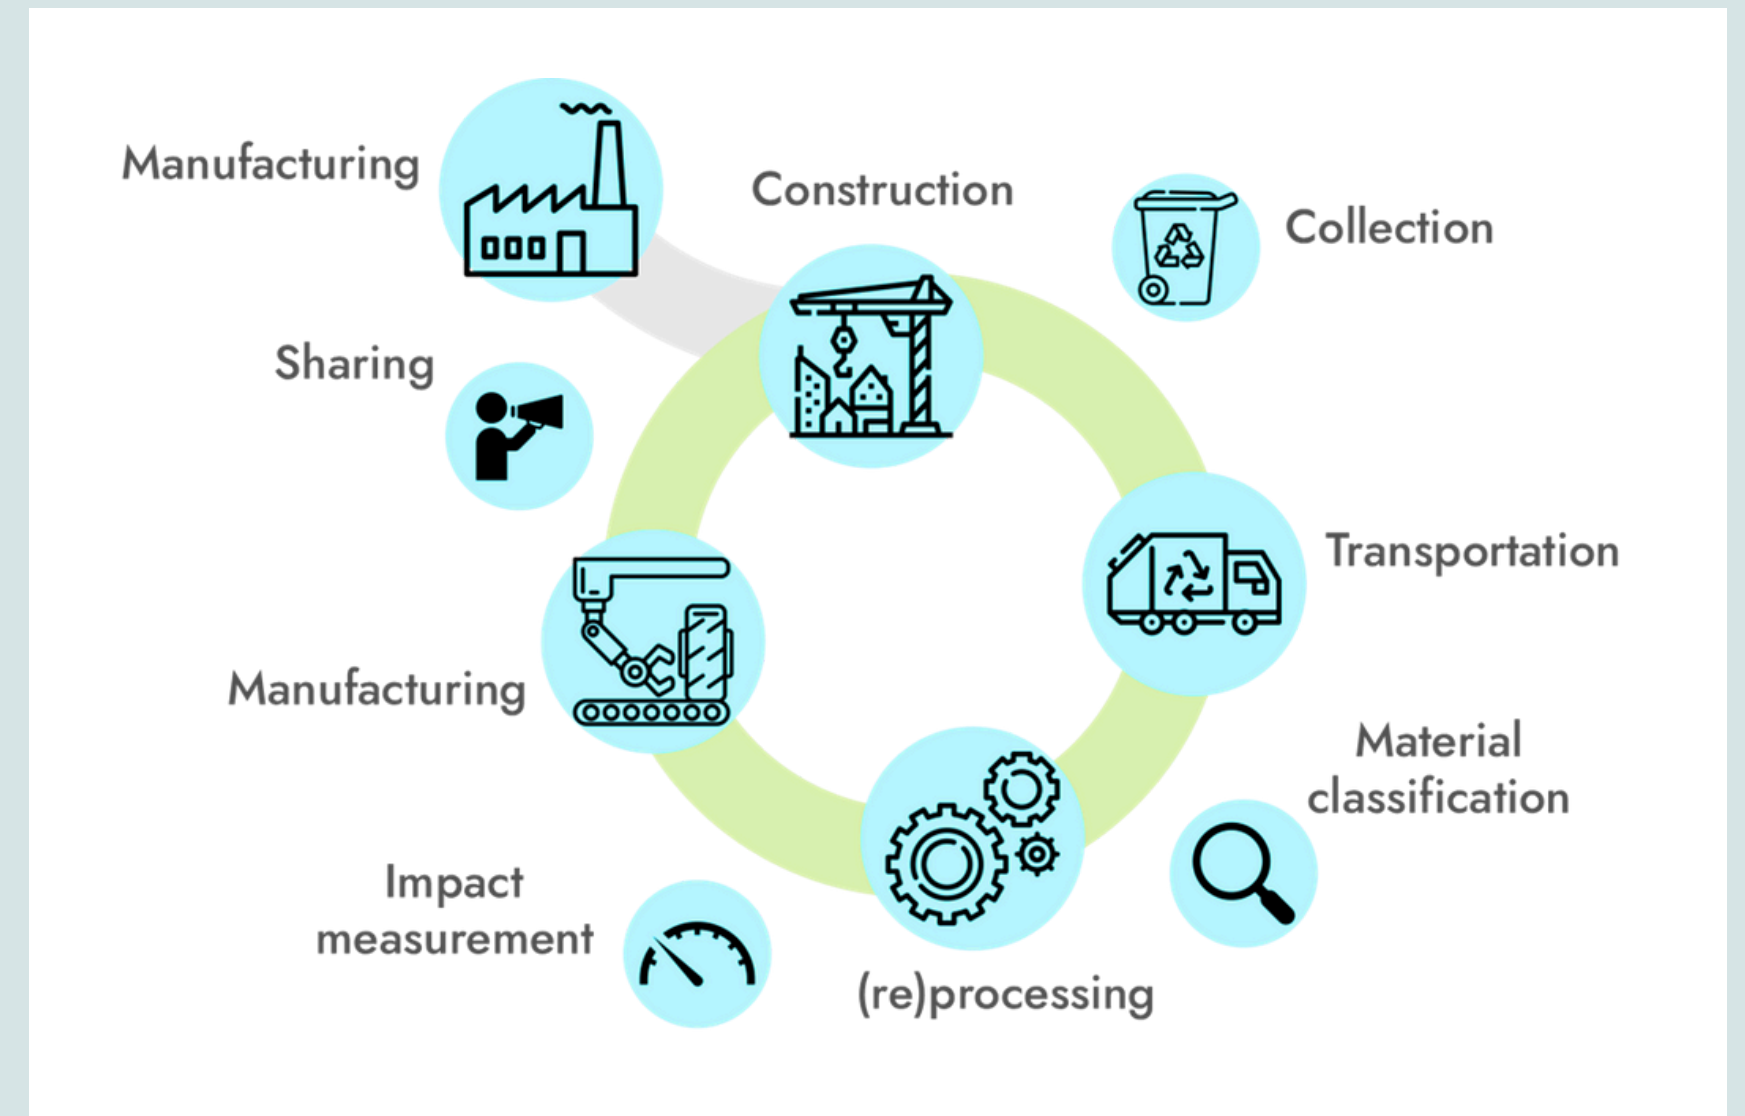 Manufacturing
Construction
Collection
Sharing
Transportation
Manufacturing
Material
classification
Impact
measurement
(re)processing